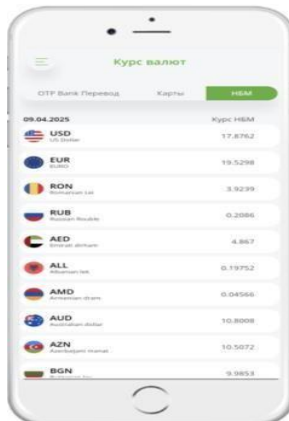 Курс валют
OTP Bank Перевод Карты НБМ
09.04.2025 Курс НБМ
USD 17.8762
US Dollar
EUR 19.5298
EURO
RON 3.9239
Romanian Lei
RUB 0.2086
Russian Rouble
AED 4.867
Emirati dirham
ALL 0.19752
Albanian lek
AMD 0.04566
Armenian dram
AUD 10.8008
Australian dollar
AZN 10.5072
Azerbaijani manat
BGN 9.9853